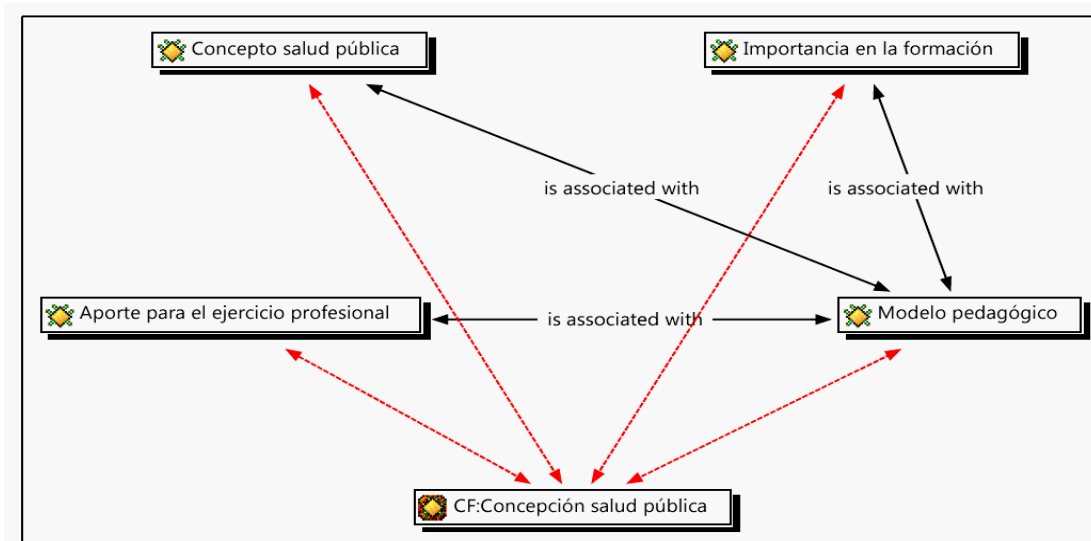 Concepto salud pública
Importancia en la formación
is associated with
is associated with
Aporte para el ejercicio profesional
is associated with
Modelo pedagógico
CF:Concepción salud pública